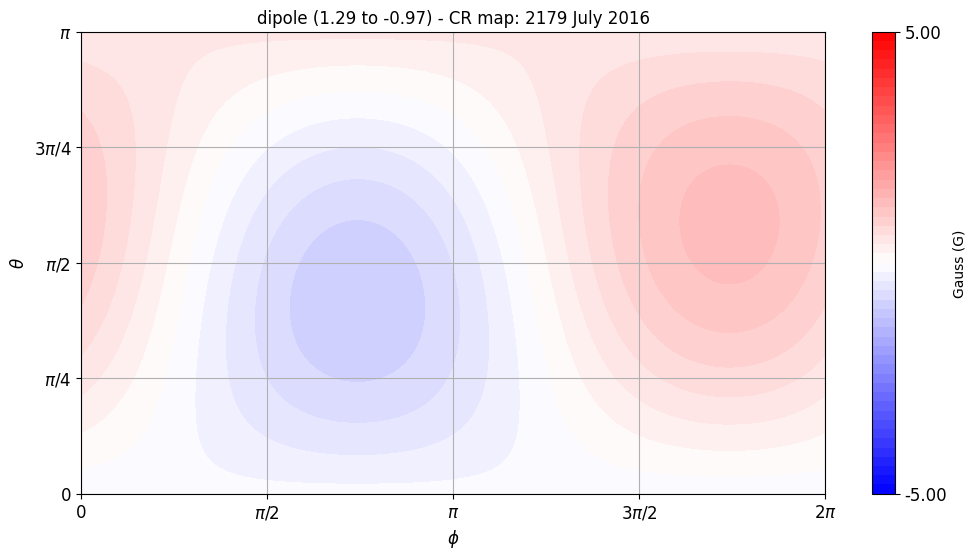 dipole (1.29 to -0.97) - CR map: 2179 July 2016
π
3π/4
π/2
π/4
0
θ
0
π/2
π
3π/2
2π
ϕ
5.00
-5.00
Gauss (G)